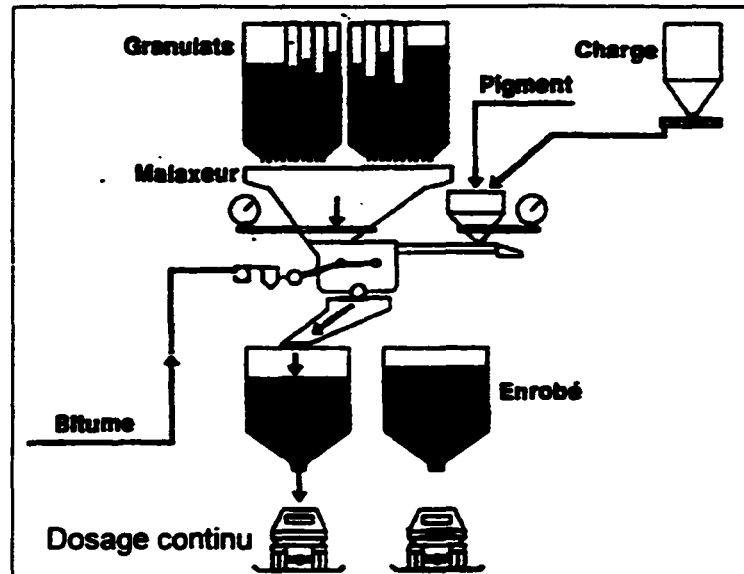 Granulats
Charge
Pigment
Malaxeur
Bitume
Enrobé
Dosage continu